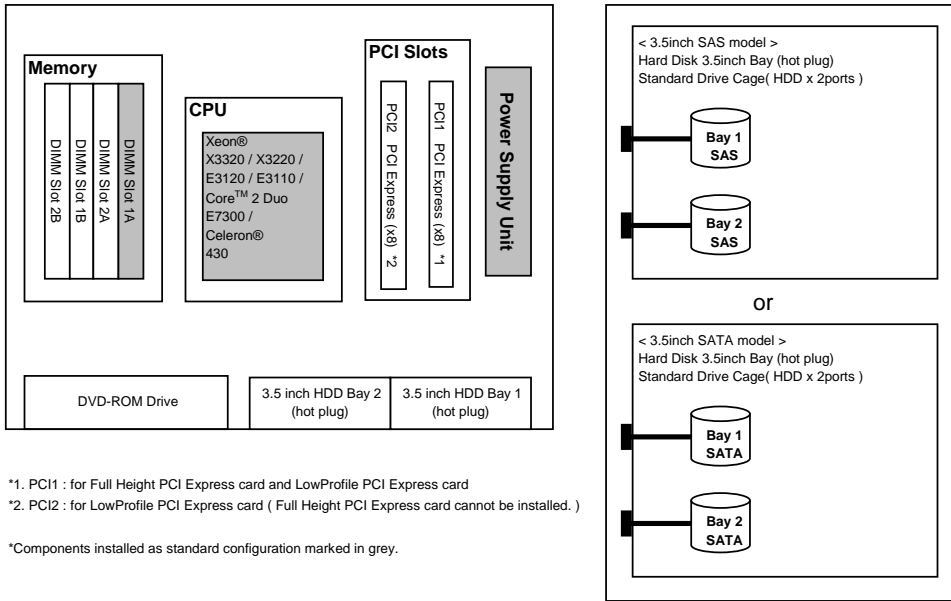 Memory
DIMM Slot 2B
DIMM Slot 1B
DIMM Slot 2A
DIMM Slot 1A
CPU
Xeon®
X3320 / X3220 /
E3120 / E3110 /
Core™ 2 Duo
E7300 /
Celeron®
430
PCI Slots
PCI2 PCI Express (x8) *2
PCI1 PCI Express (x8) *1
Power Supply Unit
DVD-ROM Drive
3.5 inch HDD Bay 2
(hot plug)
3.5 inch HDD Bay 1
(hot plug)
*1. PCI1 : for Full Height PCI Express card and LowProfile PCI Express card
*2. PCI2 : for LowProfile PCI Express card ( Full Height PCI Express card cannot be installed. )
*Components installed as standard configuration marked in grey.
< 3.5inch SAS model >
Hard Disk 3.5inch Bay (hot plug)
Standard Drive Cage( HDD x 2ports )
Bay 1
SAS
Bay 2
SAS
or
< 3.5inch SATA model >
Hard Disk 3.5inch Bay (hot plug)
Standard Drive Cage( HDD x 2ports )
Bay 1
SATA
Bay 2
SATA